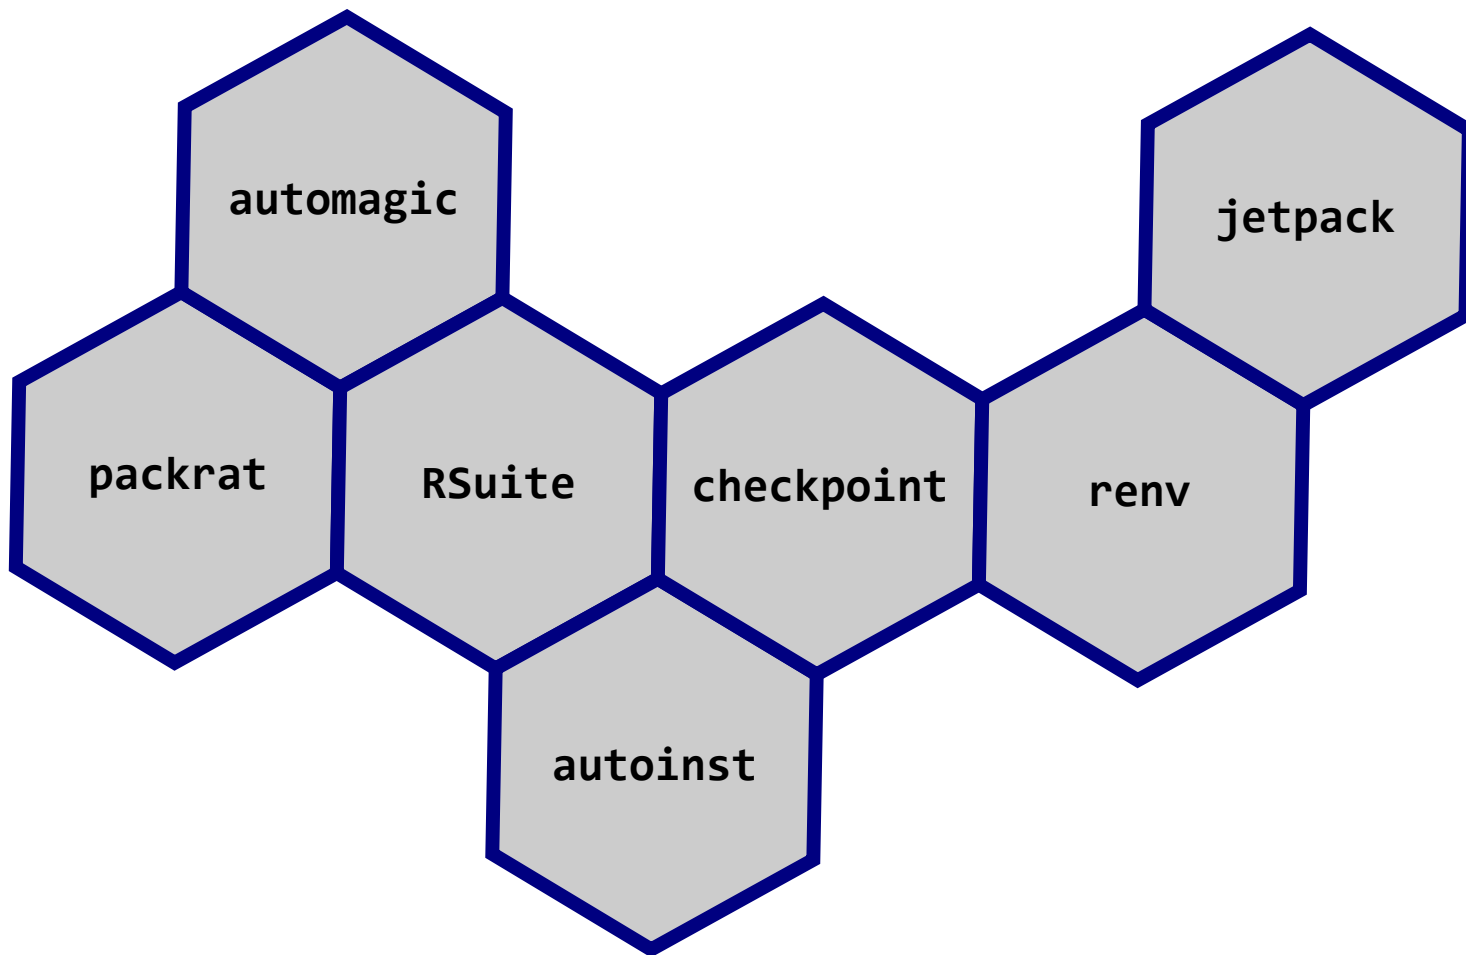 automagic
jetpack
packrat
RSuite
checkpoint
renv
autoinst